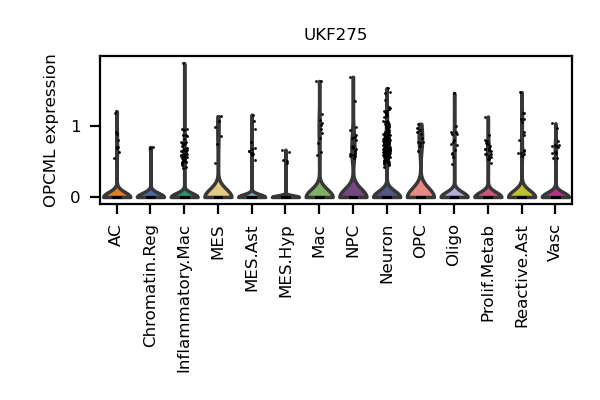 UKF275
OPCML expression
1
0
AC
Chromatin.Reg
Inflammatory.Mac
MES
MES.Ast
MES.Hyp
Mac
NPC
Neuron
OPC
Oligo
Prolif.Metab
Reactive.Ast
Vasc